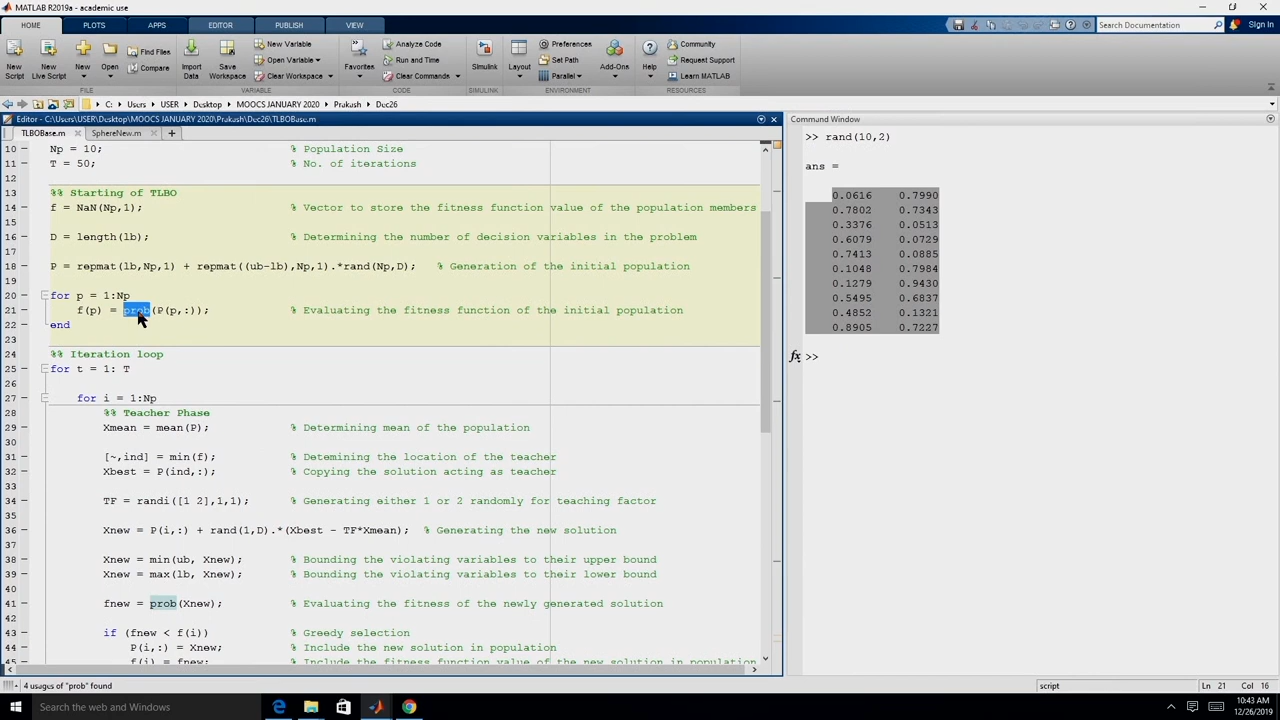 MATLAB R2019a - academic use
HOME PLOTS APPS EDITOR PUBLISH VIEW Search Documentation Sign In
New Script New Live Script New Open Find Files Compare Import Data Save Workspace New Variable Open Variable Clear Workspace Favorites Analyze Code Run and Time Clear Commands Simulink Layout Preferences Set Path Parallel Add-Ons Help Community Request Support Learn MATLAB
FILE VARIABLE CODE SIMULINK ENVIRONMENT RESOURCES
C: Users USER Desktop MOOCS JANUARY 2020 Prakash Dec26
Editor - C:\Users\USER\Desktop\MOOCS JANUARY 2020\Prakash\Dec26\TLBOBase.m
TLBOBase.m SphereNew.m
10 Np = 10; % Population Size
11 T = 50; % No. of iterations
12
13 %% Starting of TLBO
14 f = NaN(Np,1); % Vector to store the fitness function value of the population members
15
16 D = length(lb); % Determining the number of decision variables in the problem
17
18 P = repmat(lb,Np,1) + repmat((ub-lb),Np,1).*rand(Np,D); % Generation of the initial population
19
20 for p = 1:Np
21 f(p) = prob(P(p,:)); % Evaluating the fitness function of the initial population
22 end
23
24 %% Iteration loop
25 for t = 1: T
26
27 for i = 1:Np
28 %% Teacher Phase
29 Xmean = mean(P); % Determining mean of the population
30
31 [~,ind] = min(f); % Detemining the location of the teacher
32 Xbest = P(ind,:); % Copying the solution acting as teacher
33
34 TF = randi([1 2],1,1); % Generating either 1 or 2 randomly for teaching factor
35
36 Xnew = P(i,:) + rand(1,D).*(Xbest - TF*Xmean); % Generating the new solution
37
38 Xnew = min(ub, Xnew); % Bounding the violating variables to their upper bound
39 Xnew = max(lb, Xnew); % Bounding the violating variables to their lower bound
40
41 fnew = prob(Xnew); % Evaluating the fitness of the newly generated solution
42
43 if (fnew < f(i)) % Greedy selection
44 P(i,:) = Xnew; % Include the new solution in population
45 f(i) = fnew; % Include the fitness function value of the new solution in population
4 usages of "prob" found script Ln 21 Col 16
Command Window
>> rand(10,2)
ans =
0.0616 0.7990
0.7802 0.7343
0.3376 0.0513
0.6079 0.0729
0.7413 0.0885
0.1048 0.7984
0.1279 0.9430
0.5495 0.6837
0.4852 0.1321
0.8905 0.7227
fx >>
Search the web and Windows
10:43 AM
12/26/2019